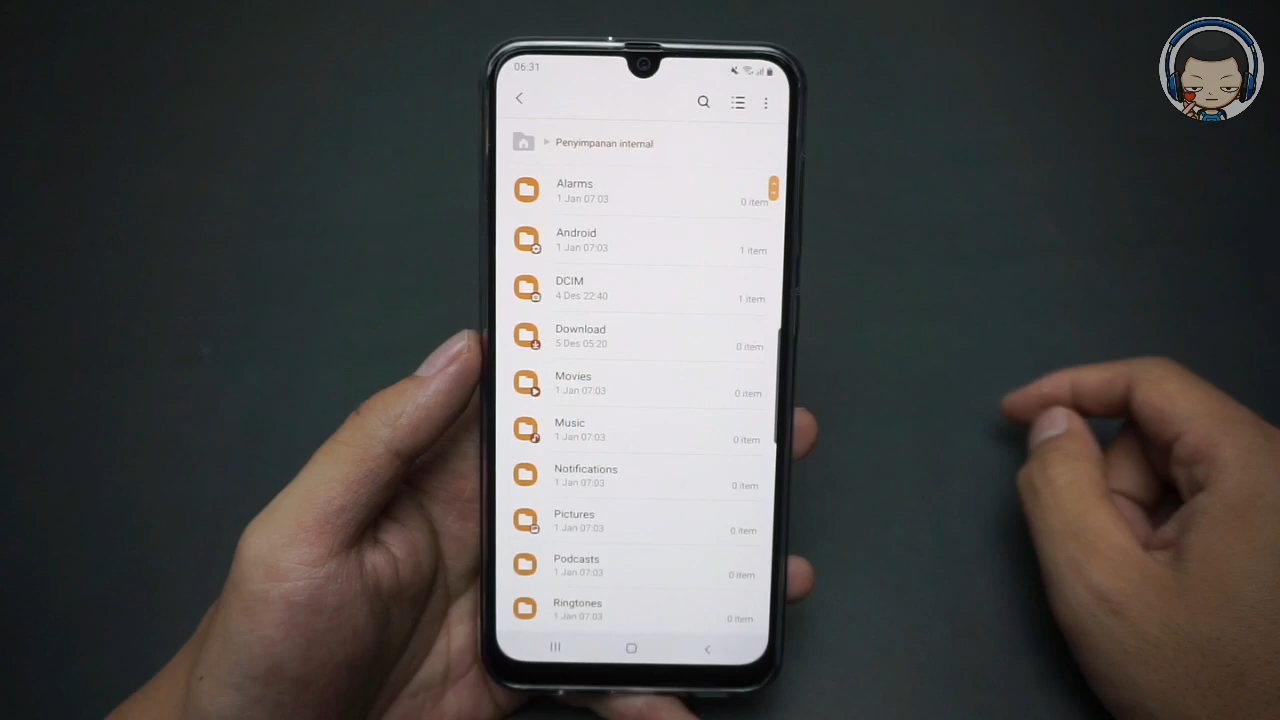 06:31
Penyimpanan internal
Alarms
1 Jan 07:03
0 item
Android
1 Jan 07:03
1 item
DCIM
4 Des 22:40
1 item
Download
5 Des 05:20
0 item
Movies
1 Jan 07:03
0 item
Music
1 Jan 07:03
0 item
Notifications
1 Jan 07:03
0 item
Pictures
1 Jan 07:03
0 item
Podcasts
1 Jan 07:03
0 item
Ringtones
1 Jan 07:03
0 item